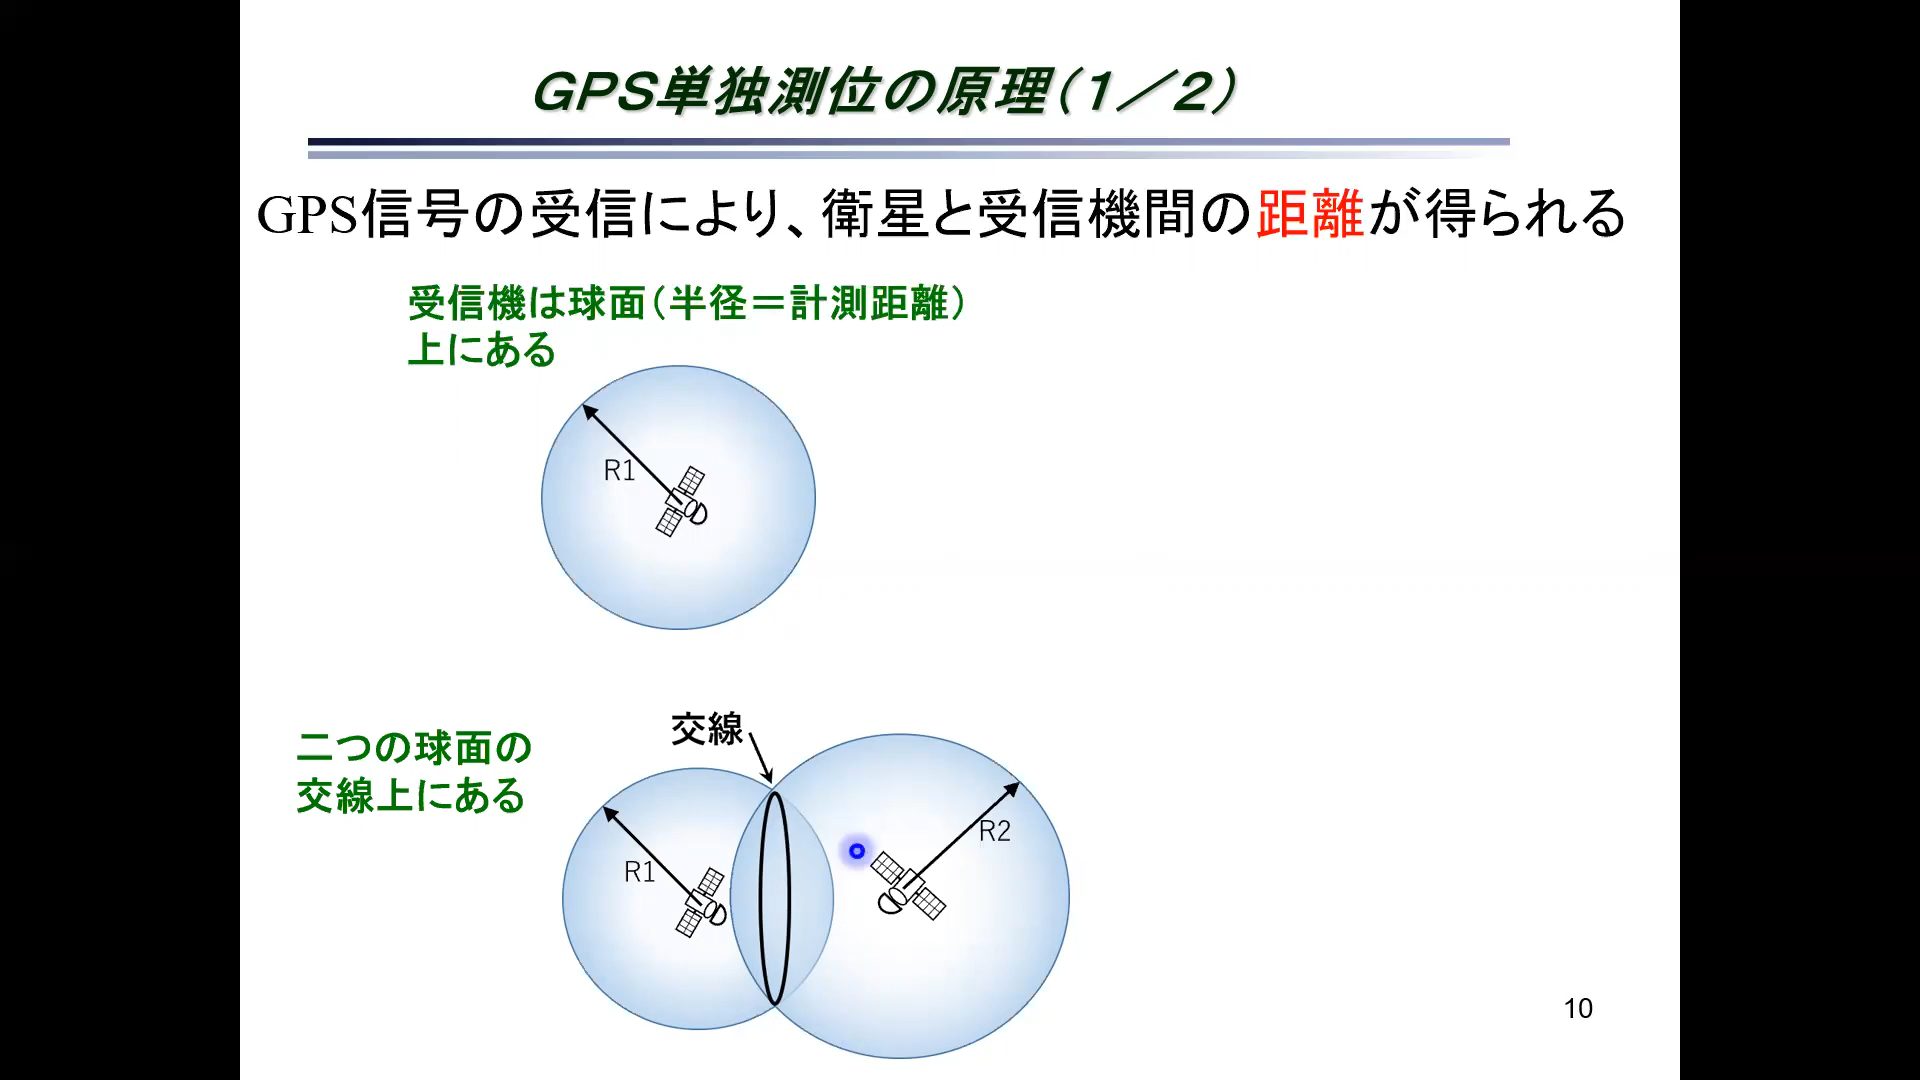 GPS単独測位の原理(1/2)
GPS信号の受信により、衛星と受信機間の距離が得られる
受信機は球面(半径=計測距離)
上にある
R1
二つの球面の
交線上にある
交線
R1
R2
10